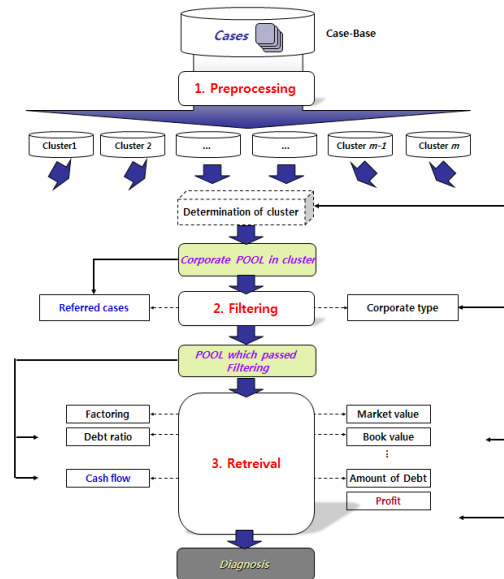 Cases
Case-Base
1. Preprocessing
Cluster1
Cluster 2
...
...
Cluster m-1
Cluster m
Determination of cluster
Corporate POOL in cluster
Referred cases
2. Filtering
Corporate type
POOL which passed
Filtering
Factoring
Market value
Debt ratio
Book value
...
3. Retreival
Cash flow
Amount of Debt
Profit
Diagnosis